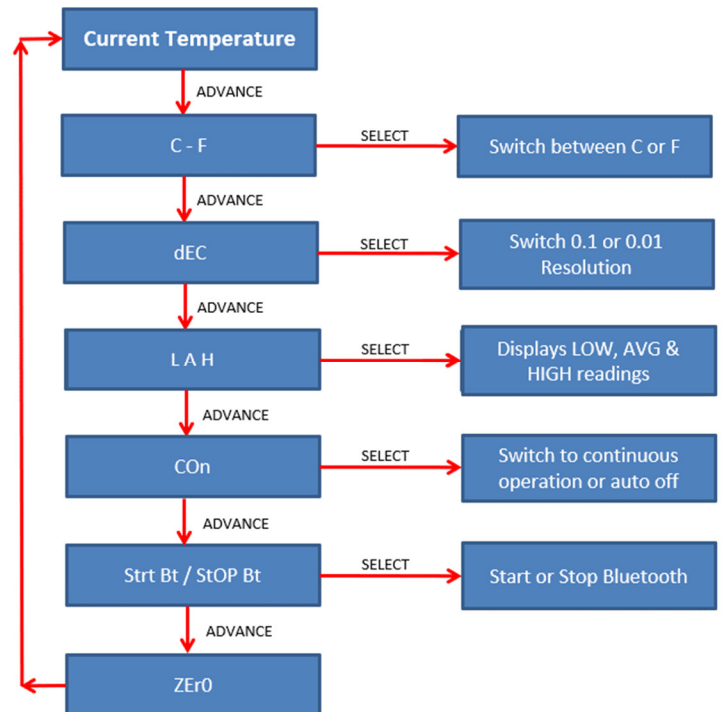 Current Temperature
ADVANCE
C - F
SELECT
Switch between C or F
ADVANCE
dEC
SELECT
Switch 0.1 or 0.01
Resolution
ADVANCE
L A H
SELECT
Displays LOW, AVG &
HIGH readings
ADVANCE
COn
SELECT
Switch to continuous
operation or auto off
ADVANCE
Strt Bt / StOP Bt
SELECT
Start or Stop Bluetooth
ADVANCE
ZEr0